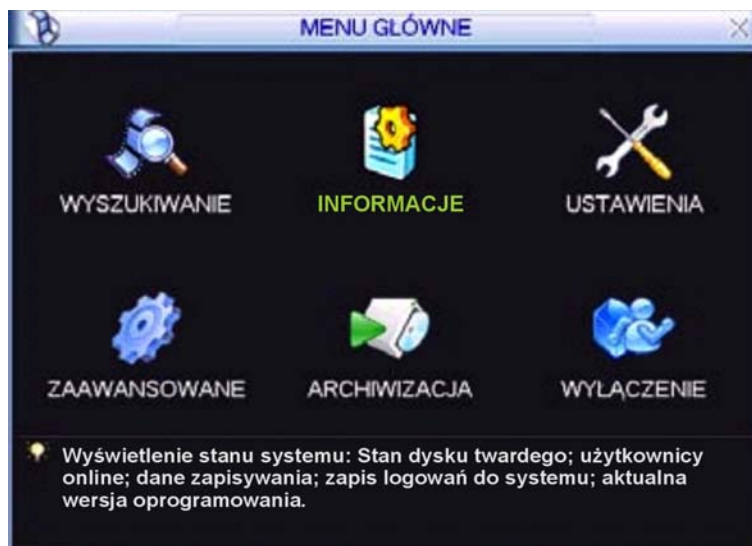 MENU GŁÓWNE
WYSZUKIWANIE
INFORMACJE
USTAWIENIA
ZAAWANSOWANE
ARCHIWIZACJA
WYŁĄCZENIE
Wyświetlenie stanu systemu: Stan dysku twardego; użytkownicy
online; dane zapisywania; zapis logowań do systemu; aktualna
wersja oprogramowania.